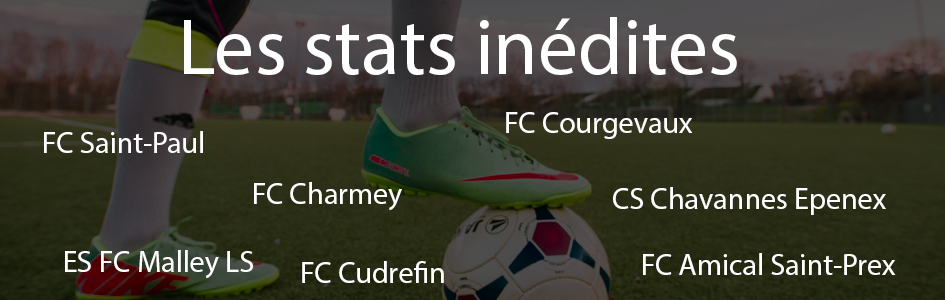 Les stats inédites
FC Courgevaux
FC Saint-Paul
FC Charmey
CS Chavannes Epenex
ES FC Malley LS
FC Cudrefin
FC Amical Saint-Prex